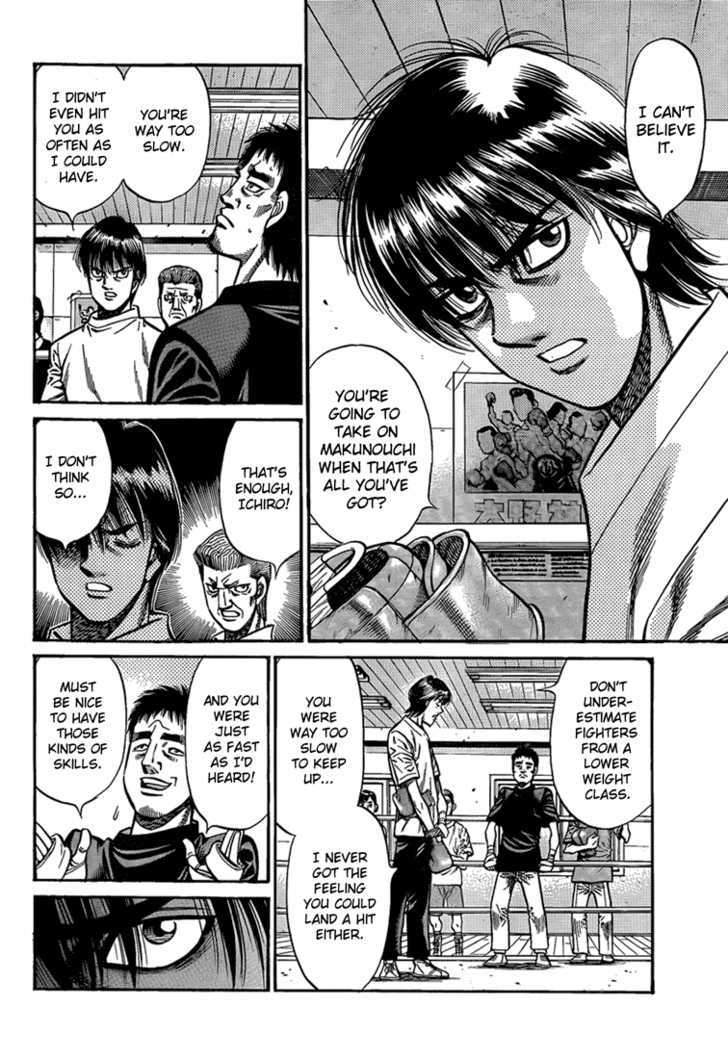 I CAN'T
BELIEVE
IT.
YOU'RE
GOING TO
TAKE ON
MAKUNOUCHI
WHEN THAT'S
ALL YOU'VE
GOT?
YOU'RE
WAY TOO
SLOW.
I DIDN'T
EVEN HIT
YOU AS
OFTEN AS
I COULD
HAVE.
THAT'S
ENOUGH,
ICHIRO!
I DON'T
THINK
SO...
DON'T
UNDER-
ESTIMATE
FIGHTERS
FROM A
LOWER
WEIGHT
CLASS.
YOU
WERE
WAY TOO
SLOW TO
KEEP
UP...
I NEVER
GOT THE
FEELING
YOU COULD
LAND A HIT
EITHER.
AND YOU
WERE
JUST
AS FAST
AS I'D
HEARD!
MUST
BE NICE
TO HAVE
THOSE
KINDS OF
SKILLS.